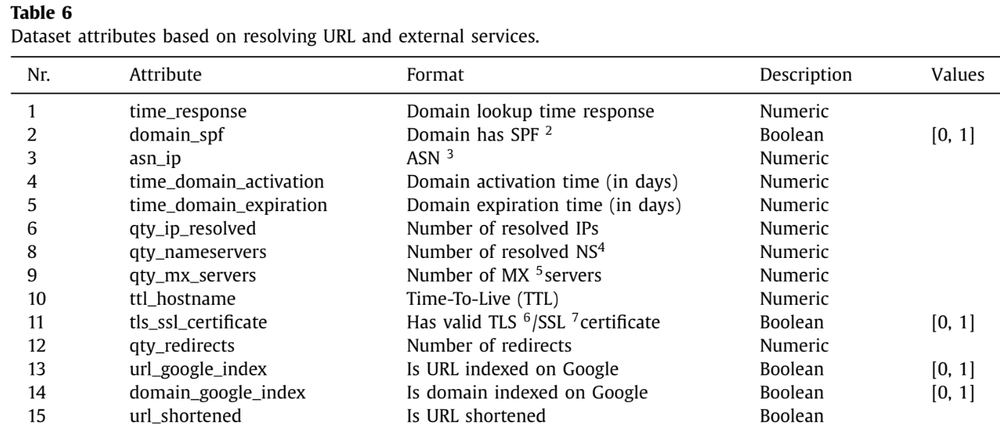 Table 6
Dataset attributes based on resolving URL and external services.
Nr. Attribute Format Description Values
1 time_response Domain lookup time response Numeric
2 domain_spf Domain has SPF 2 Boolean [0, 1]
3 asn_ip ASN 3 Numeric
4 time_domain_activation Domain activation time (in days) Numeric
5 time_domain_expiration Domain expiration time (in days) Numeric
6 qty_ip_resolved Number of resolved IPs Numeric
8 qty_nameservers Number of resolved NS4 Numeric
9 qty_mx_servers Number of MX 5servers Numeric
10 ttl_hostname Time-To-Live (TTL) Numeric
11 tls_ssl_certificate Has valid TLS 6/SSL 7certificate Boolean [0, 1]
12 qty_redirects Number of redirects Numeric
13 url_google_index Is URL indexed on Google Boolean [0, 1]
14 domain_google_index Is domain indexed on Google Boolean [0, 1]
15 url_shortened Is URL shortened Boolean